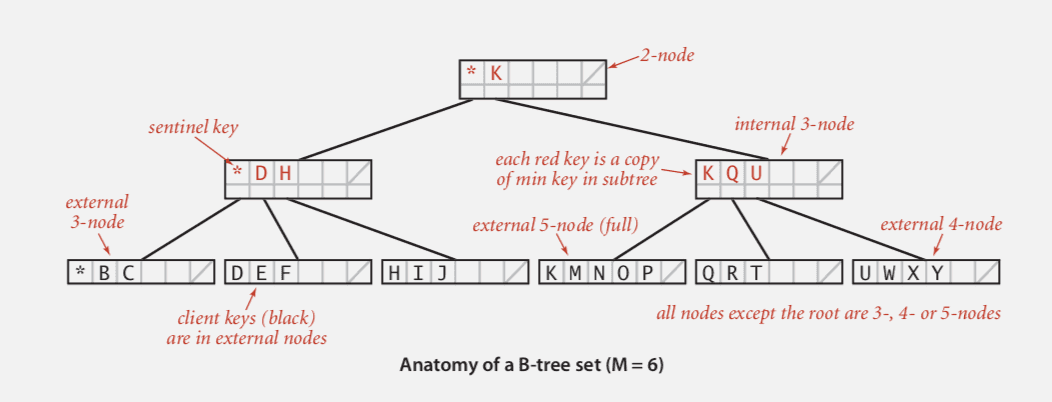 2-node
* K
sentinel key
internal 3-node
* D H
each red key is a copy
of min key in subtree
K Q U
external
3-node
external 5-node (full)
external 4-node
* B C
D E F
H I J
K M N O P
Q R T
U W X Y
client keys (black)
are in external nodes
all nodes except the root are 3-, 4- or 5-nodes
Anatomy of a B-tree set (M = 6)